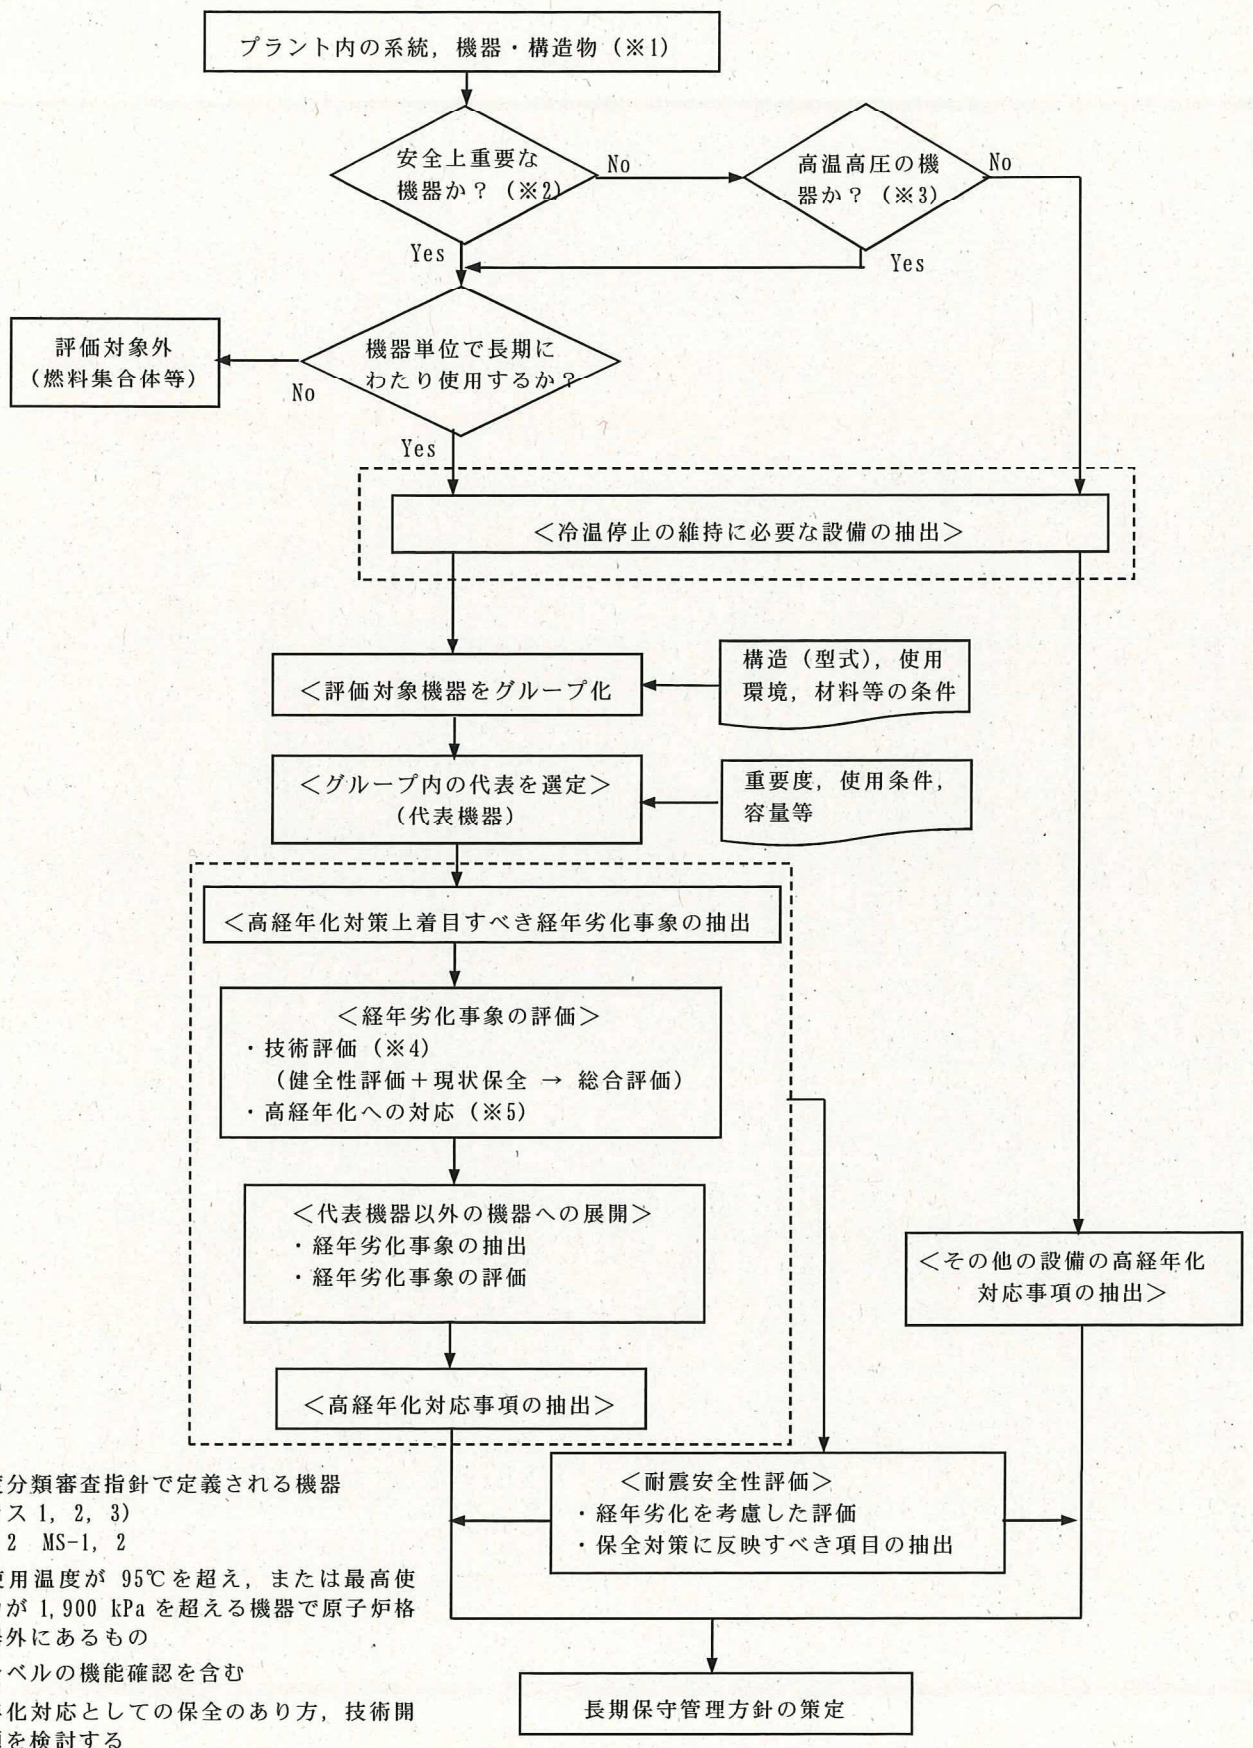 プラント内の系統，機器・構造物（※1）
安全上重要な
機器か？（※2）
No
高温高圧の機
器か？（※3）
No
Yes
Yes
評価対象外
（燃料集合体等）
機器単位で長期に
わたり使用するか？
No
Yes
＜冷温停止の維持に必要な設備の抽出＞
＜評価対象機器をグループ化
構造（型式），使用
環境，材料等の条件
＜グループ内の代表を選定＞
（代表機器）
重要度，使用条件，
容量等
＜高経年化対策上着目すべき経年劣化事象の抽出
＜経年劣化事象の評価＞
・技術評価（※4）
（健全性評価＋現状保全 → 総合評価）
・高経年化への対応（※5）
＜代表機器以外の機器への展開＞
・経年劣化事象の抽出
・経年劣化事象の評価
＜その他の設備の高経年化
対応事項の抽出＞
＜高経年化対応事項の抽出＞
＜耐震安全性評価＞
・経年劣化を考慮した評価
・保全対策に反映すべき項目の抽出
分類審査指針で定義される機器
ス 1, 2, 3)
2 MS-1, 2
用温度が 95℃を超え，または最高使
が 1,900 kPa を超える機器で原子炉格
外にあるもの
ベルの機能確認を含む
化対応としての保全のあり方，技術開
を検討する
長期保守管理方針の策定